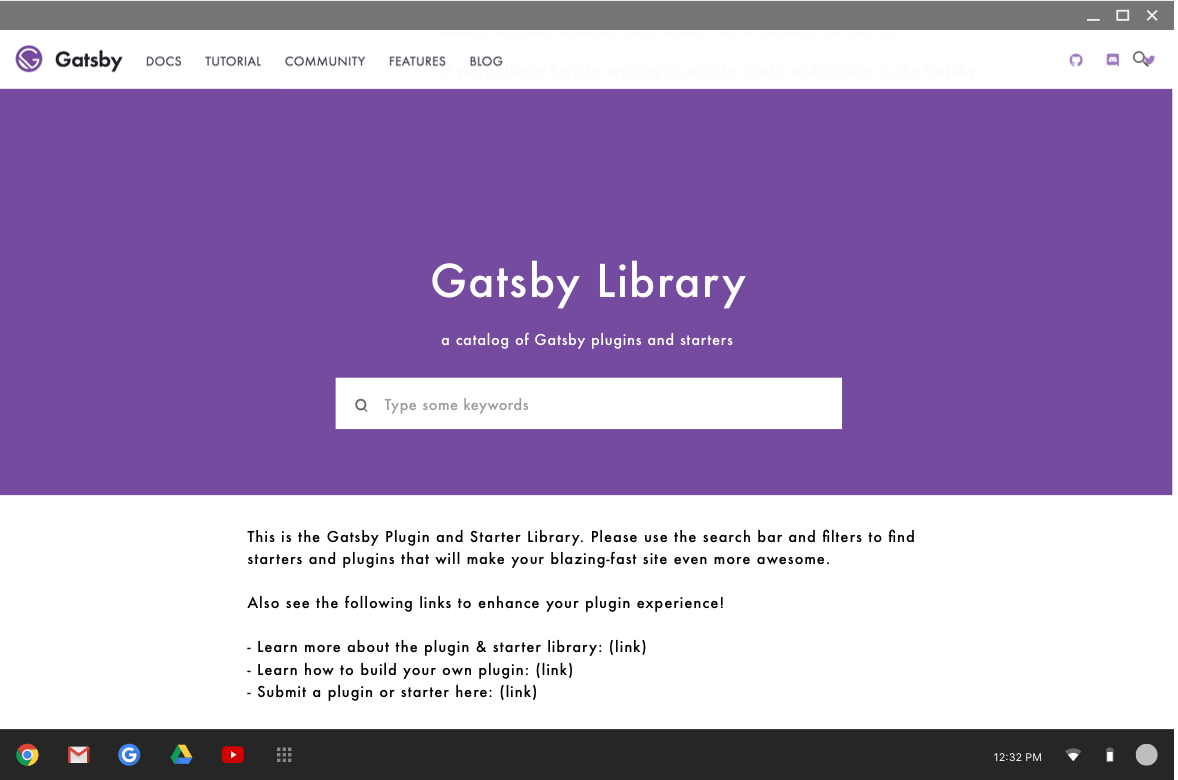 Gatsby DOCS TUTORIAL COMMUNITY FEATURES BLOG
Gatsby Library
a catalog of Gatsby plugins and starters
Type some keywords
This is the Gatsby Plugin and Starter Library. Please use the search bar and filters to find
starters and plugins that will make your blazing-fast site even more awesome.
Also see the following links to enhance your plugin experience!
- Learn more about the plugin & starter library: (link)
- Learn how to build your own plugin: (link)
- Submit a plugin or starter here: (link)
12:32 PM